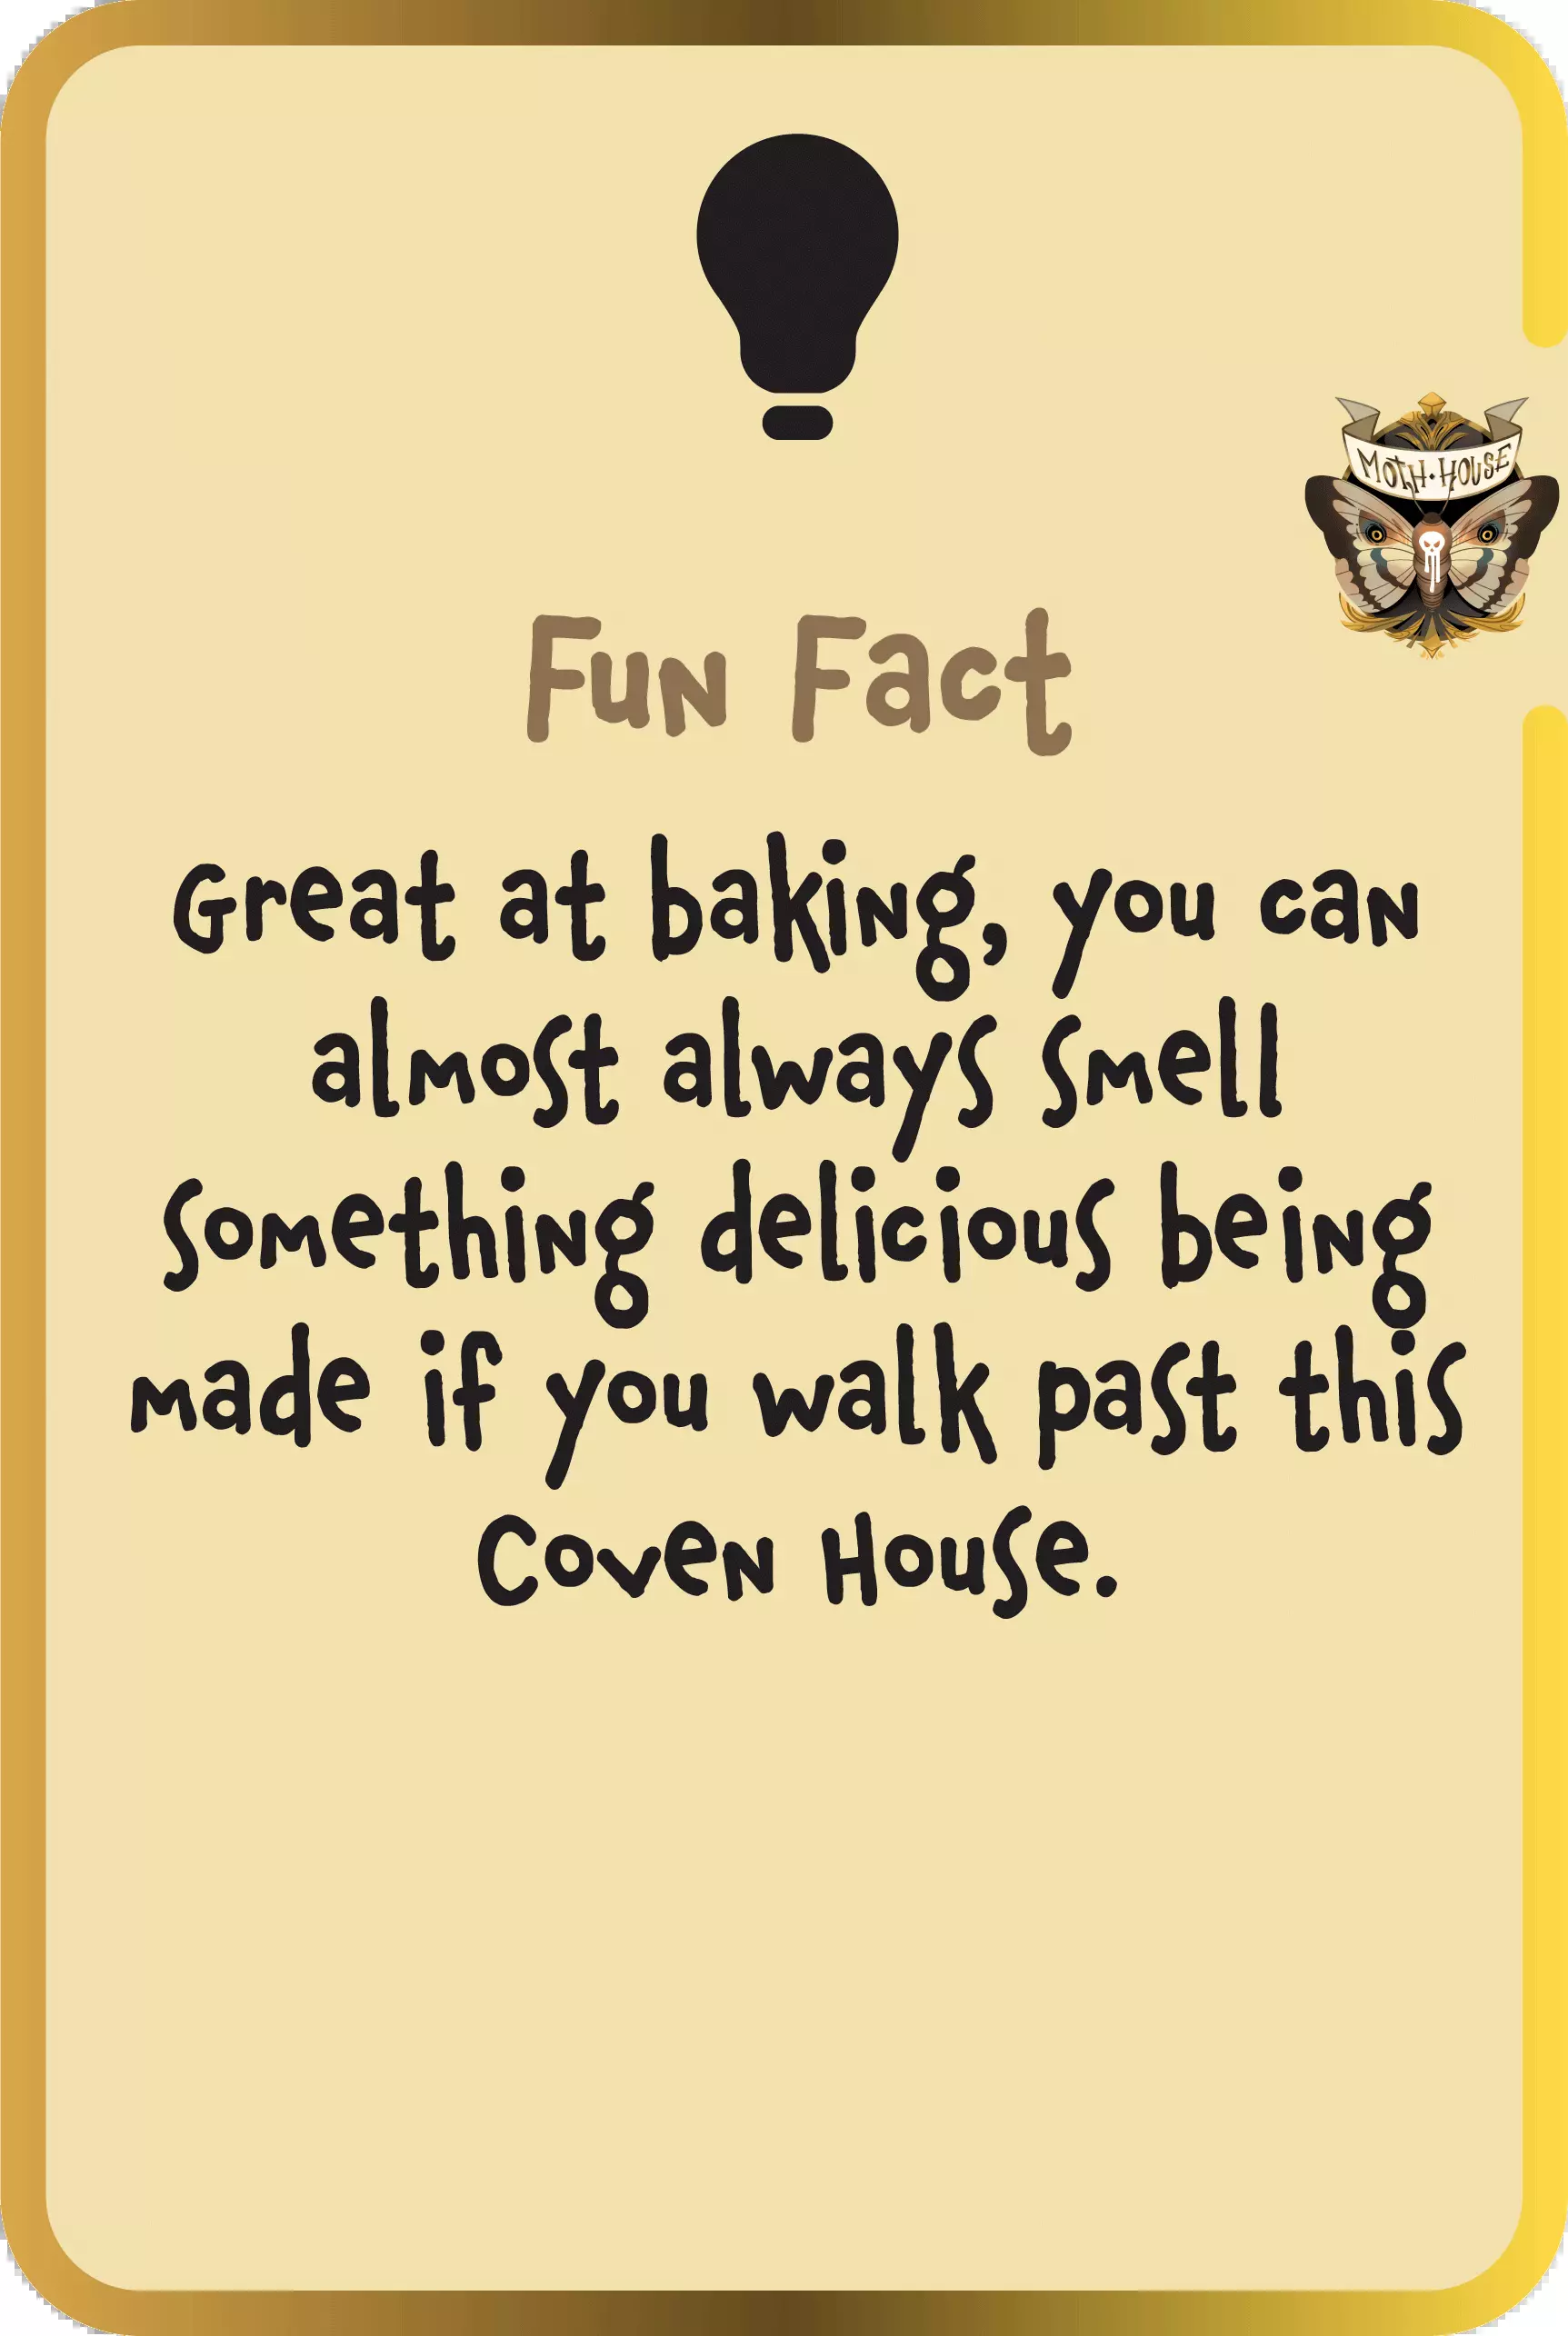 MOTH · HOUSE
Fun Fact
Great at baking, you can
almost always smell
something delicious being
made if you walk past this
Coven House.